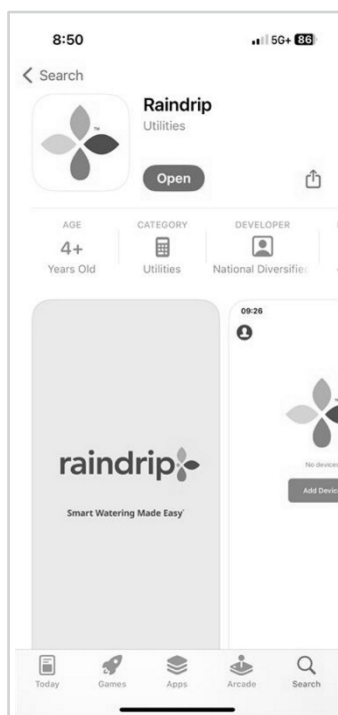 8:50 5G+ 86
Search
Raindrip
Utilities
Open
AGE CATEGORY DEVELOPER
4+
Years Old Utilities National Diversifie
09:26
TM
raindrip
Smart Watering Made Easy
No devices
Add Devic
Today Games Apps Arcade Search